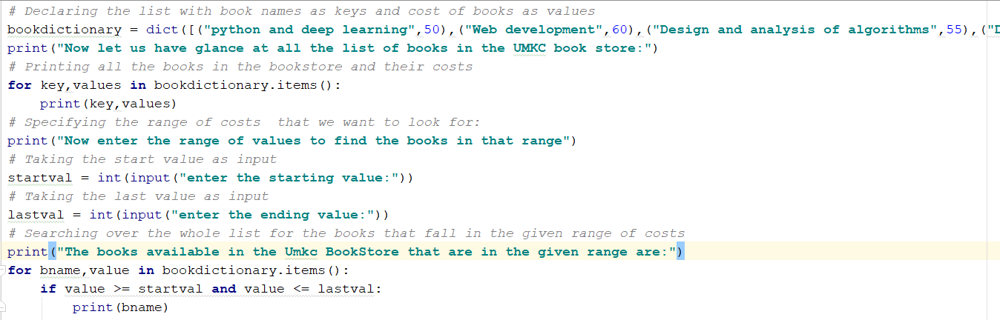 # Declaring the list with book names as keys and cost of books as values
bookdictionary = dict([("python and deep learning",50),("Web development",60),("Design and analysis of algorithms",55),("D
print("Now let us have glance at all the list of books in the UMKC book store:")
# Printing all the books in the bookstore and their costs
for key,values in bookdictionary.items():
    print(key,values)
# Specifying the range of costs  that we want to look for:
print("Now enter the range of values to find the books in that range")
# Taking the start value as input
startval = int(input("enter the starting value:"))
# Taking the last value as input
lastval = int(input("enter the ending value:"))
# Searching over the whole list for the books that fall in the given range of costs
print("The books available in the Umkc BookStore that are in the given range are:")
for bname,value in bookdictionary.items():
    if value >= startval and value <= lastval:
        print(bname)